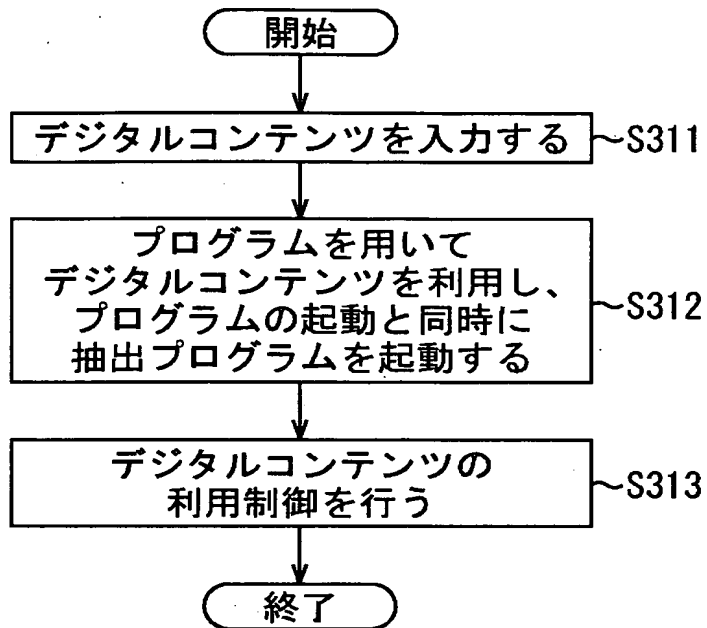 開始
デジタルコンテンツを入力する
~S311
プログラムを用いて
デジタルコンテンツを利用し、
プログラムの起動と同時に
抽出プログラムを起動する
~S312
デジタルコンテンツの
利用制御を行う
~S313
終了